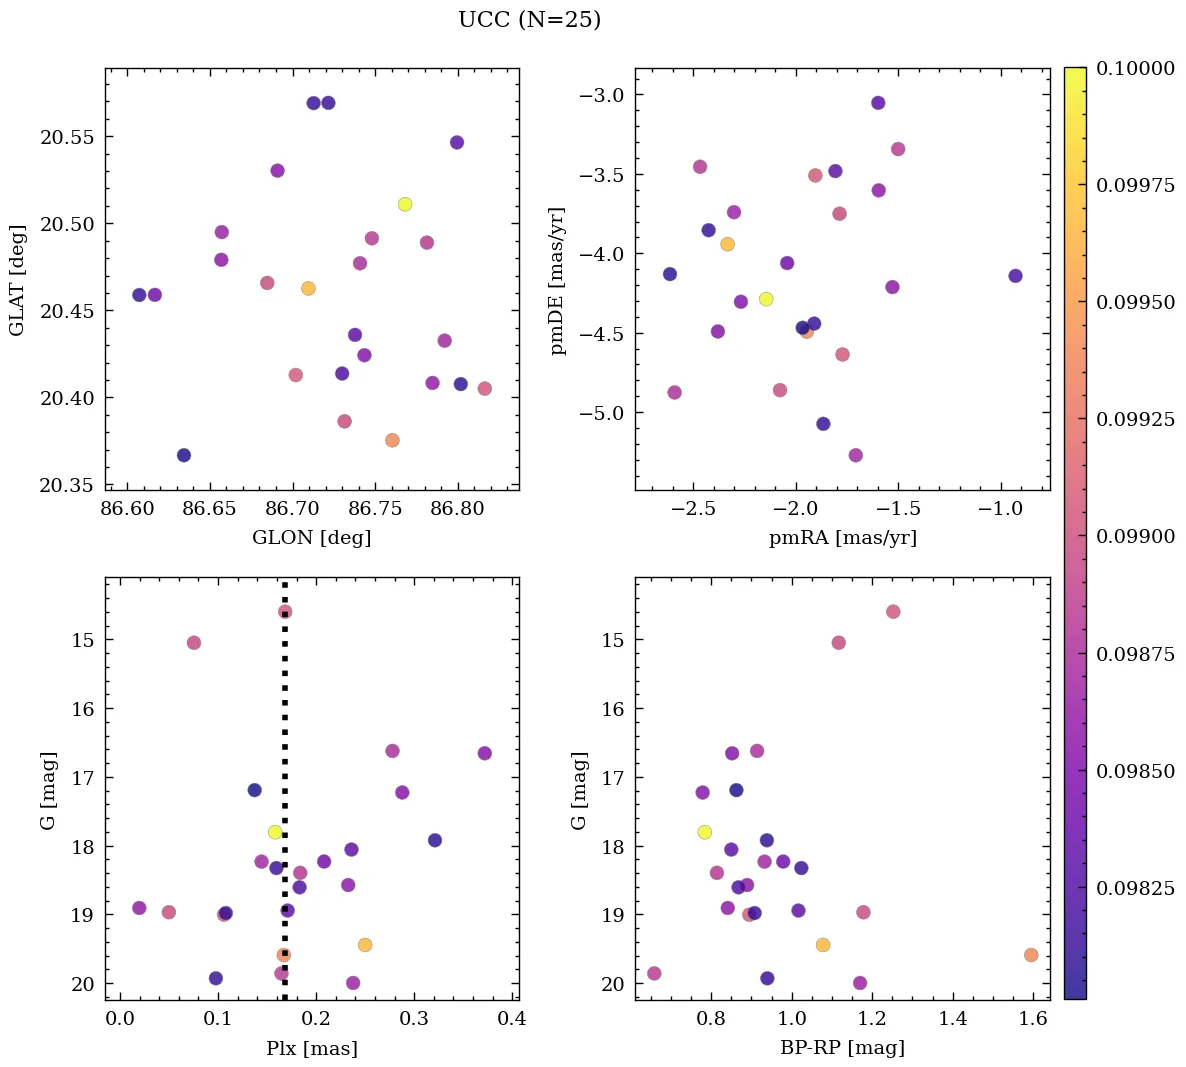 UCC (N=25)
20.55
20.50
20.45
20.40
20.35
GLAT [deg]
86.60 86.65 86.70 86.75 86.80
GLON [deg]
−3.0
−3.5
−4.0
−4.5
−5.0
pmDE [mas/yr]
−2.5 −2.0 −1.5 −1.0
pmRA [mas/yr]
0.10000
0.09975
0.09950
0.09925
0.09900
0.09875
0.09850
0.09825
15
16
17
18
19
20
G [mag]
0.0 0.1 0.2 0.3 0.4
Plx [mas]
15
16
17
18
19
20
G [mag]
0.8 1.0 1.2 1.4 1.6
BP-RP [mag]